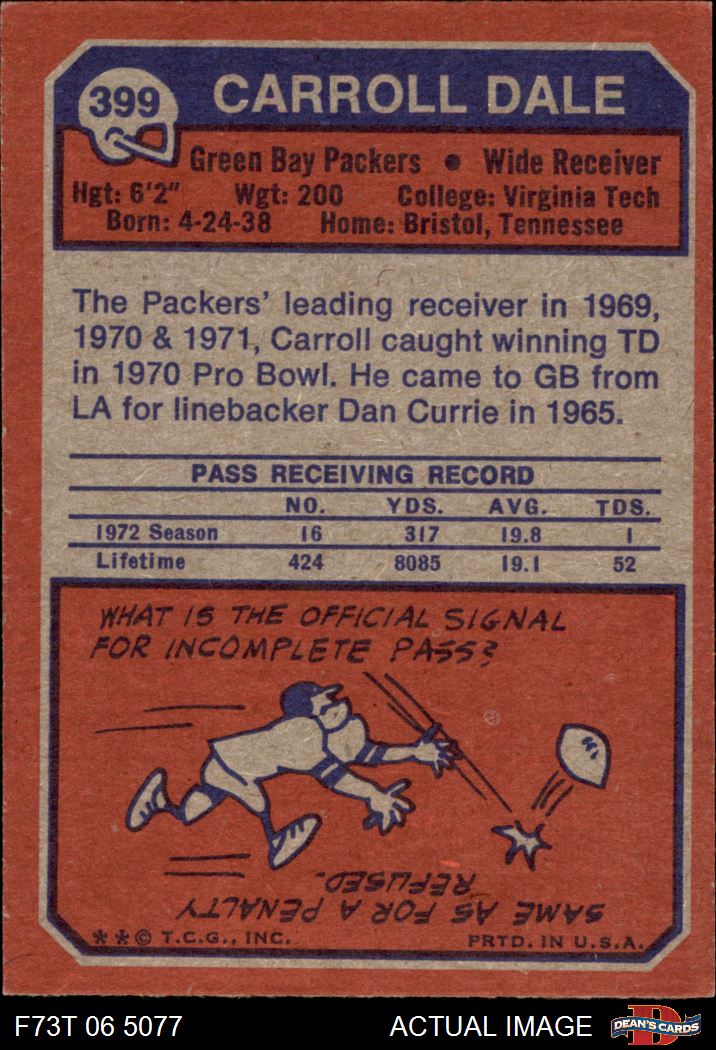 399
CARROLL DALE
Green Bay Packers • Wide Receiver
Hgt: 6'2" Wgt: 200 College: Virginia Tech
Born: 4-24-38 Home: Bristol, Tennessee
The Packers' leading receiver in 1969,
1970 & 1971, Carroll caught winning TD
in 1970 Pro Bowl. He came to GB from
LA for linebacker Dan Currie in 1965.
PASS RECEIVING RECORD
NO. YDS. AVG. TDS.
1972 Season 16 317 19.8 1
Lifetime 424 8085 19.1 52
WHAT IS THE OFFICIAL SIGNAL
FOR INCOMPLETE PASS?
SAME AS FOR A PENALTY
REFUSED.
**© T.C.G., INC. PRTD. IN U.S.A.
F73T 06 5077 ACTUAL IMAGE DEAN'S CARDS